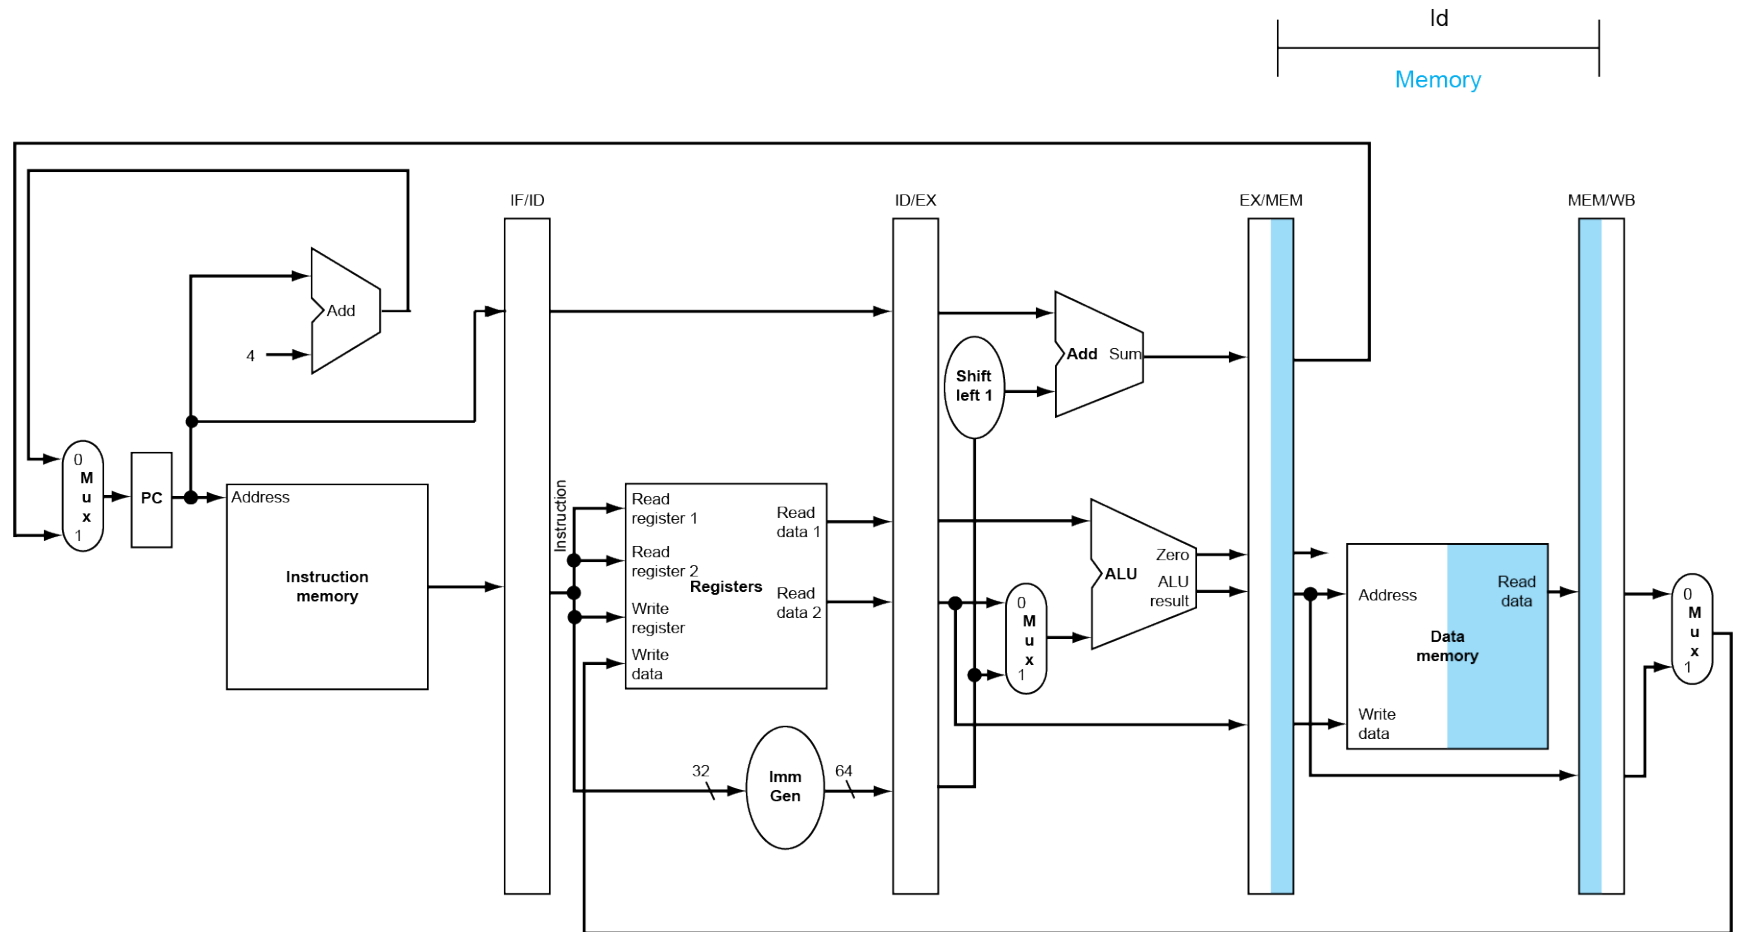 ld
Memory
IF/ID
ID/EX
EX/MEM
MEM/WB
Add
4
Add Sum
Shift
left 1
0
M
u
x
1
PC
Address
Instruction
memory
Instruction
Read
register 1
Read
register 2
Registers
Write
register
Write
data
Read
data 1
Read
data 2
0
M
u
x
1
Zero
ALU
ALU
result
Address
Read
data
Data
memory
Write
data
0
M
u
x
1
32
Imm
Gen
64